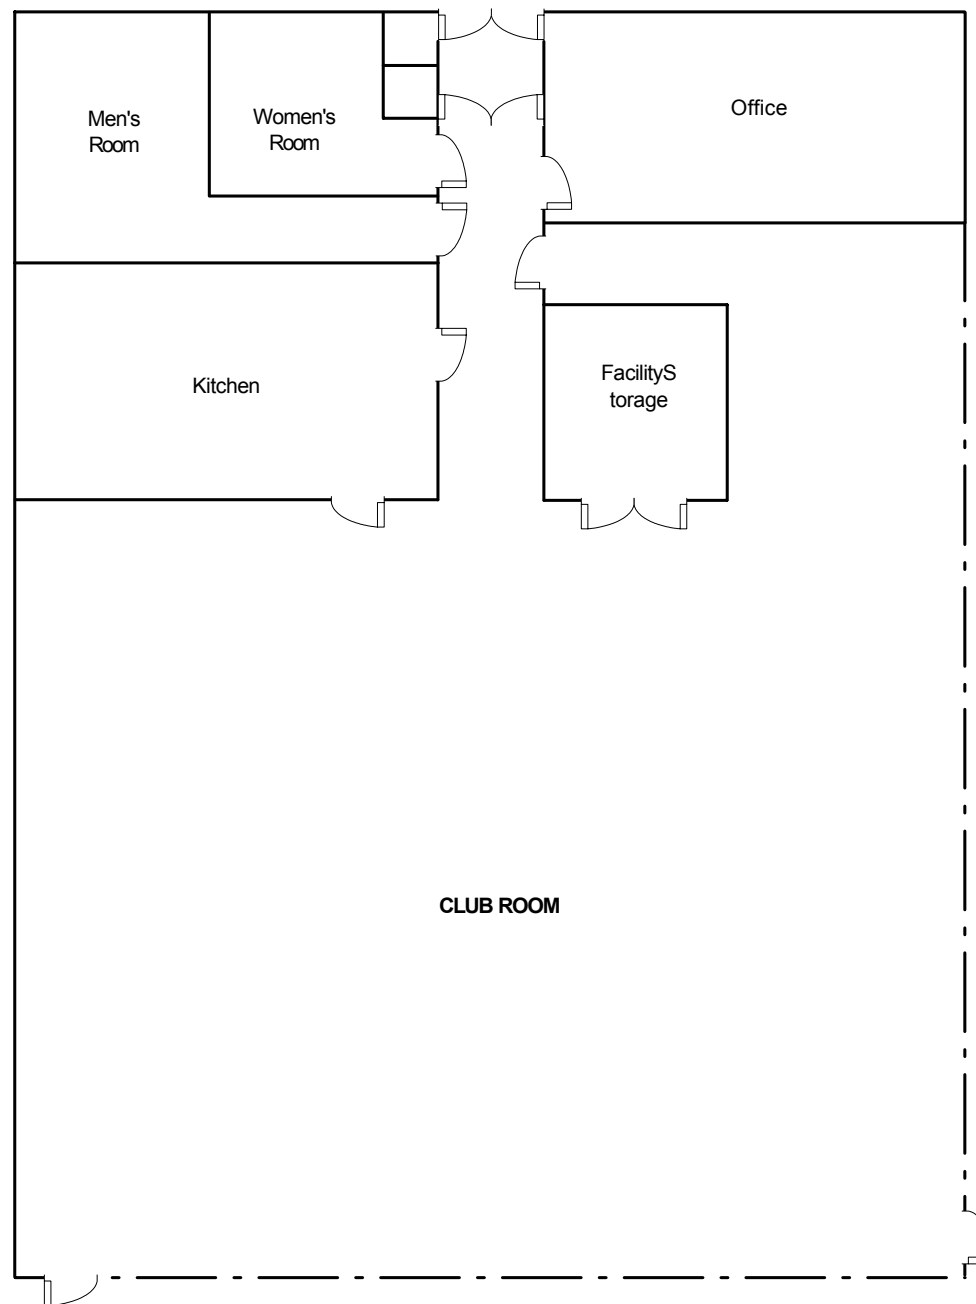 Men's
Room
Women's
Room
Office
Kitchen
FacilityS
torage
CLUB ROOM